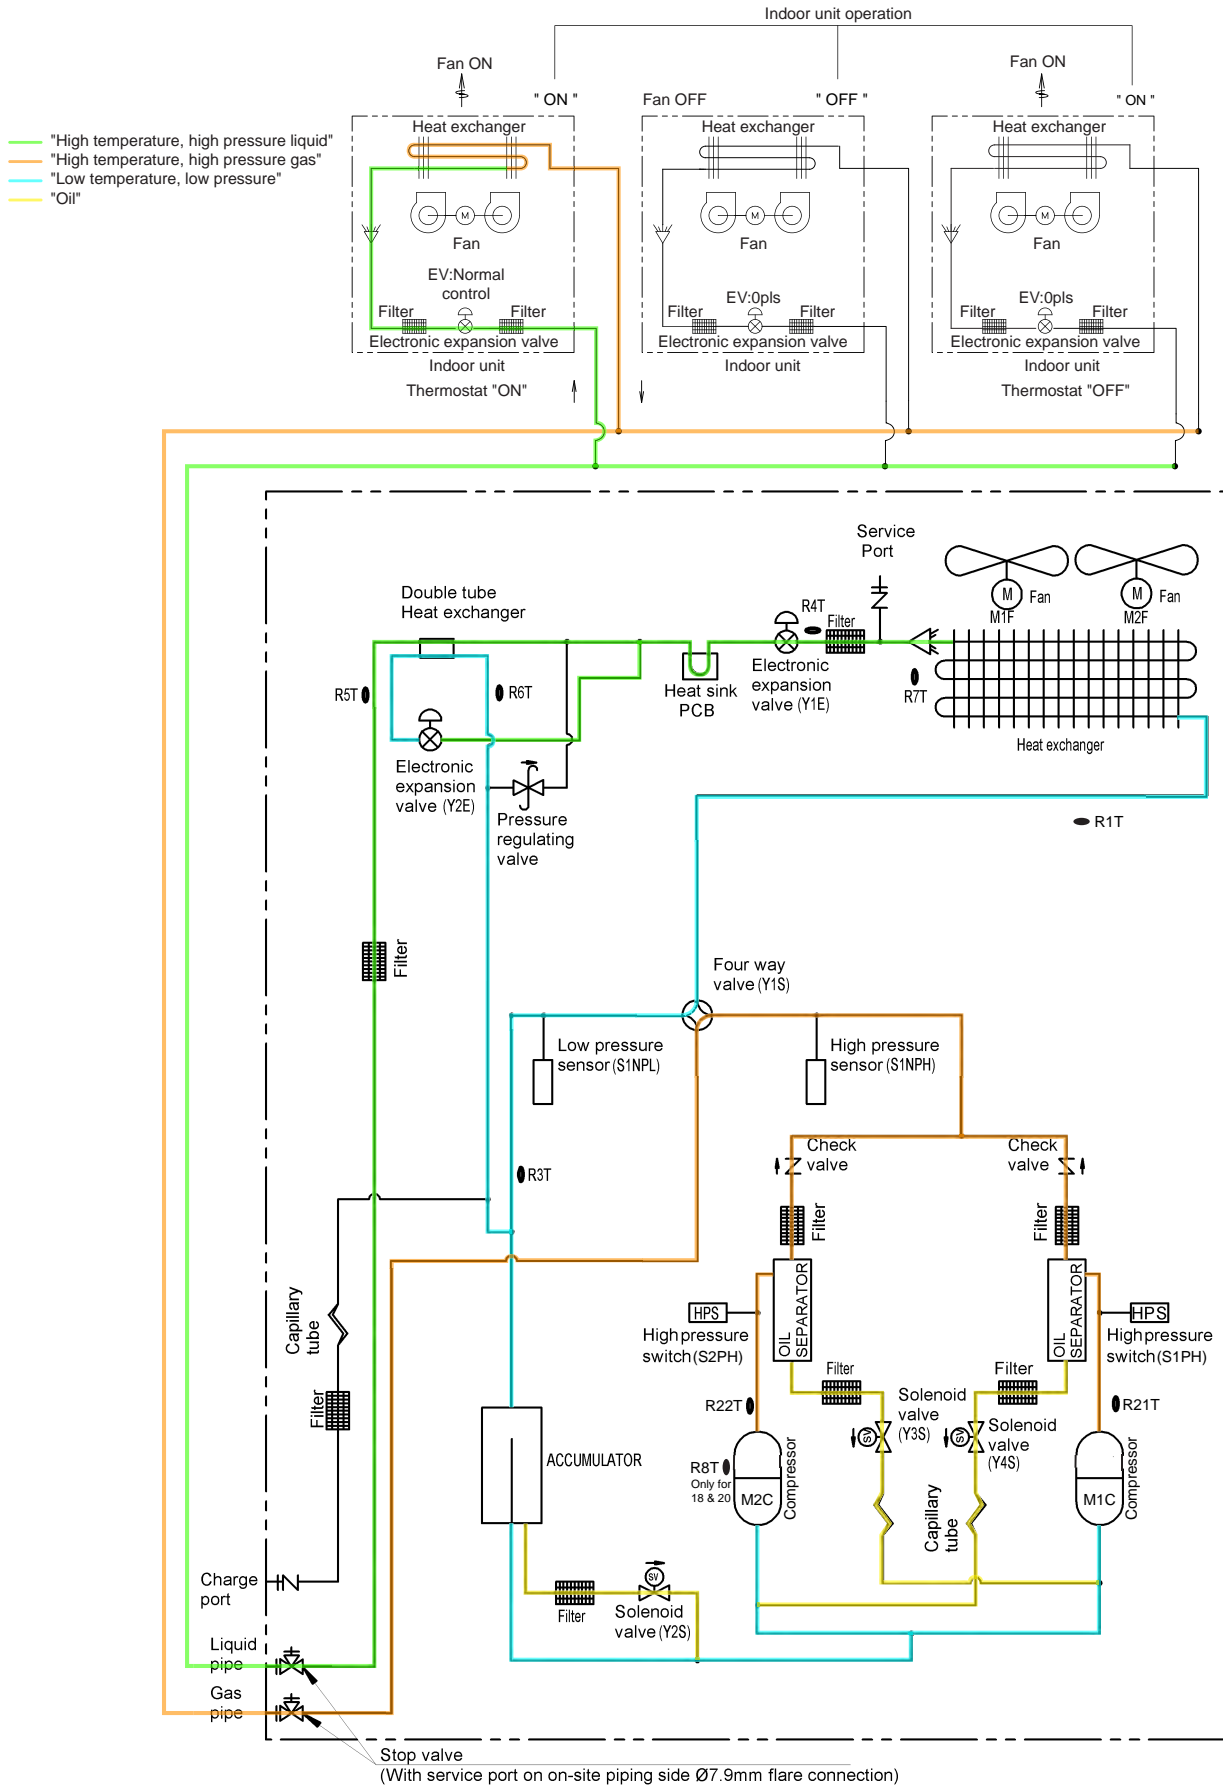 Indoor unit operation
Fan ON
" ON "
Fan OFF
" OFF "
Fan ON
" ON "
"High temperature, high pressure liquid"
"High temperature, high pressure gas"
"Low temperature, low pressure"
"Oil"
Heat exchanger
M
Fan
EV:Normal
control
Filter
Filter
Electronic expansion valve
Indoor unit
Thermostat "ON"
Heat exchanger
M
Fan
EV:0pls
Filter
Filter
Electronic expansion valve
Indoor unit
Heat exchanger
M
Fan
EV:0pls
Filter
Filter
Electronic expansion valve
Indoor unit
Thermostat "OFF"
Service
Port
M
Fan
M1F
M
Fan
M2F
Double tube
Heat exchanger
R4T
Filter
Electronic
expansion
valve (Y1E)
Heat sink
PCB
R5T
R6T
R7T
Heat exchanger
Electronic
expansion
valve (Y2E)
Pressure
regulating
valve
R1T
Filter
Four way
valve (Y1S)
Low pressure
sensor (S1NPL)
High pressure
sensor (S1NPH)
R3T
Check
valve
Check
valve
Filter
Filter
OIL
SEPARATOR
OIL
SEPARATOR
HPS
High pressure
switch (S2PH)
HPS
High pressure
switch (S1PH)
Capillary
tube
Filter
Filter
Filter
R22T
Solenoid
valve
(Y3S)
SV
Solenoid
valve
(Y4S)
SV
R21T
ACCUMULATOR
R8T
Only for
18 & 20
M2C
Compressor
Capillary
tube
M1C
Compressor
Charge
port
Filter
SV
Solenoid
valve (Y2S)
Liquid
pipe
Gas
pipe
Stop valve
(With service port on on-site piping side Ø7.9mm flare connection)